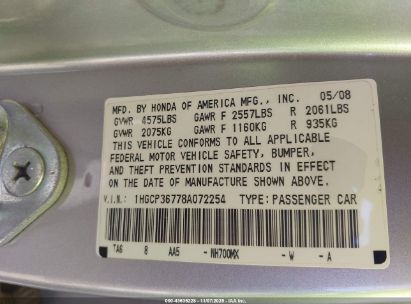 MFD. BY HONDA OF AMERICA MFG., INC. 05/08
GVWR 4575LBS GAWR F 2557LBS R 2061LBS
GVWR 2075KG GAWR F 1160KG R 935KG
THIS VEHICLE CONFORMS TO ALL APPLICABLE
FEDERAL MOTOR VEHICLE SAFETY, BUMPER,
AND THEFT PREVENTION STANDARDS IN EFFECT
ON THE DATE OF MANUFACTURE SHOWN ABOVE.
V.I.N.: 1HGCP36778A072254 TYPE: PASSENGER CAR
TA6 8 AA5 - NH700MX - W - A